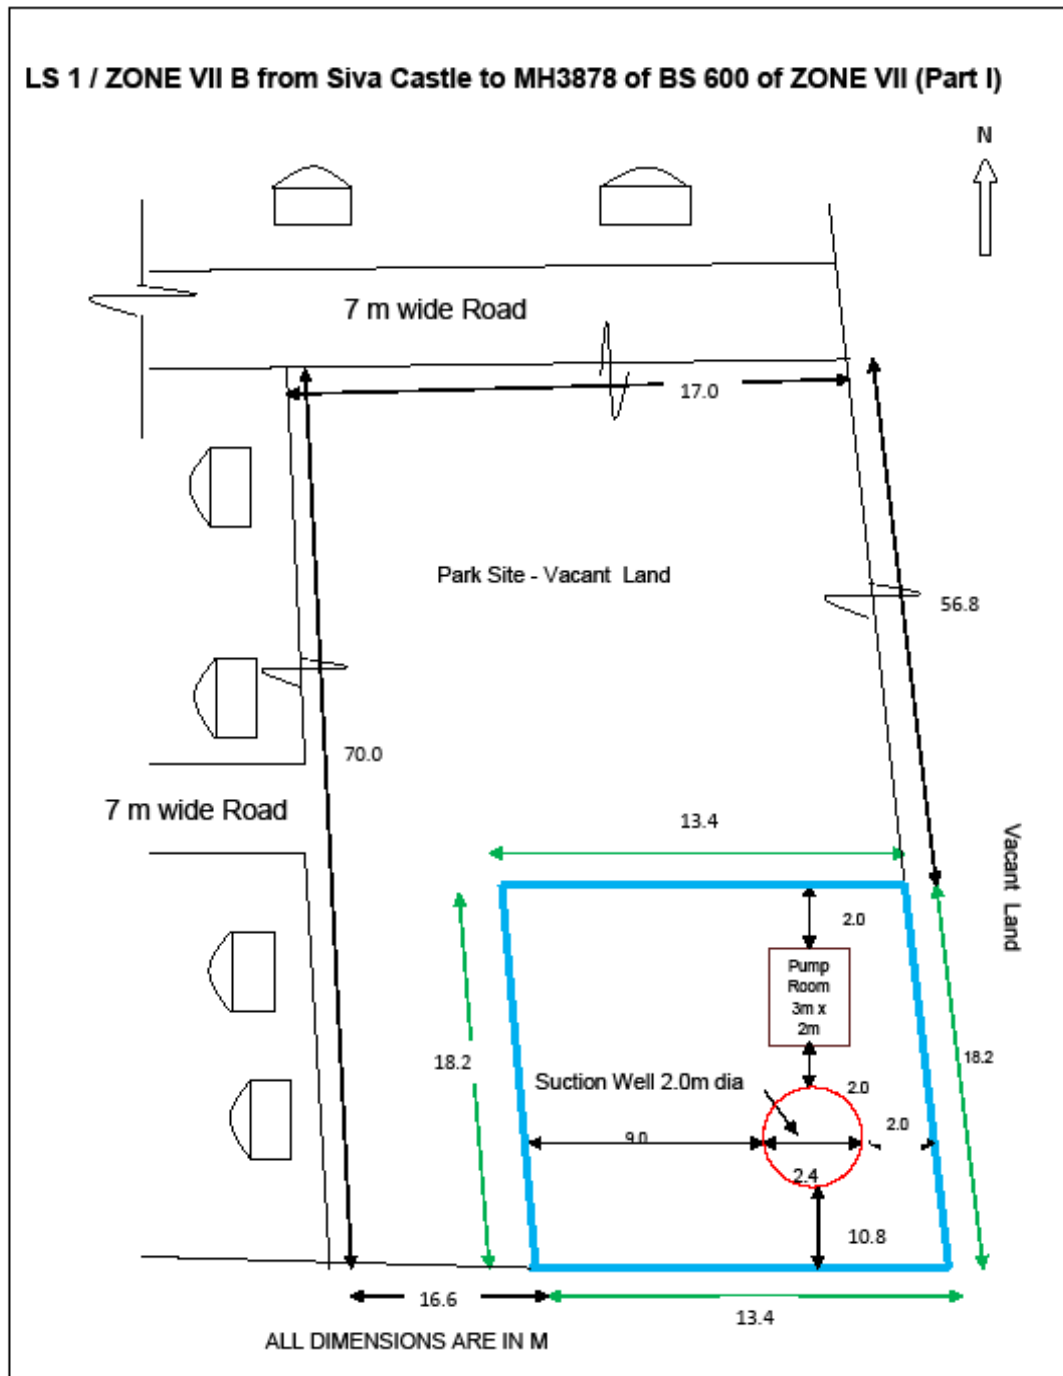 LS 1 / ZONE VII B from Siva Castle to MH3878 of BS 600 of ZONE VII (Part I)
N
7 m wide Road
17.0
Park Site - Vacant Land
56.8
70.0
7 m wide Road
13.4
Vacant Land
2.0
Pump
Room
3m x
2m
18.2
18.2
Suction Well 2.0m dia
2.0
2.0
9.0
2.4
10.8
16.6
13.4
ALL DIMENSIONS ARE IN M